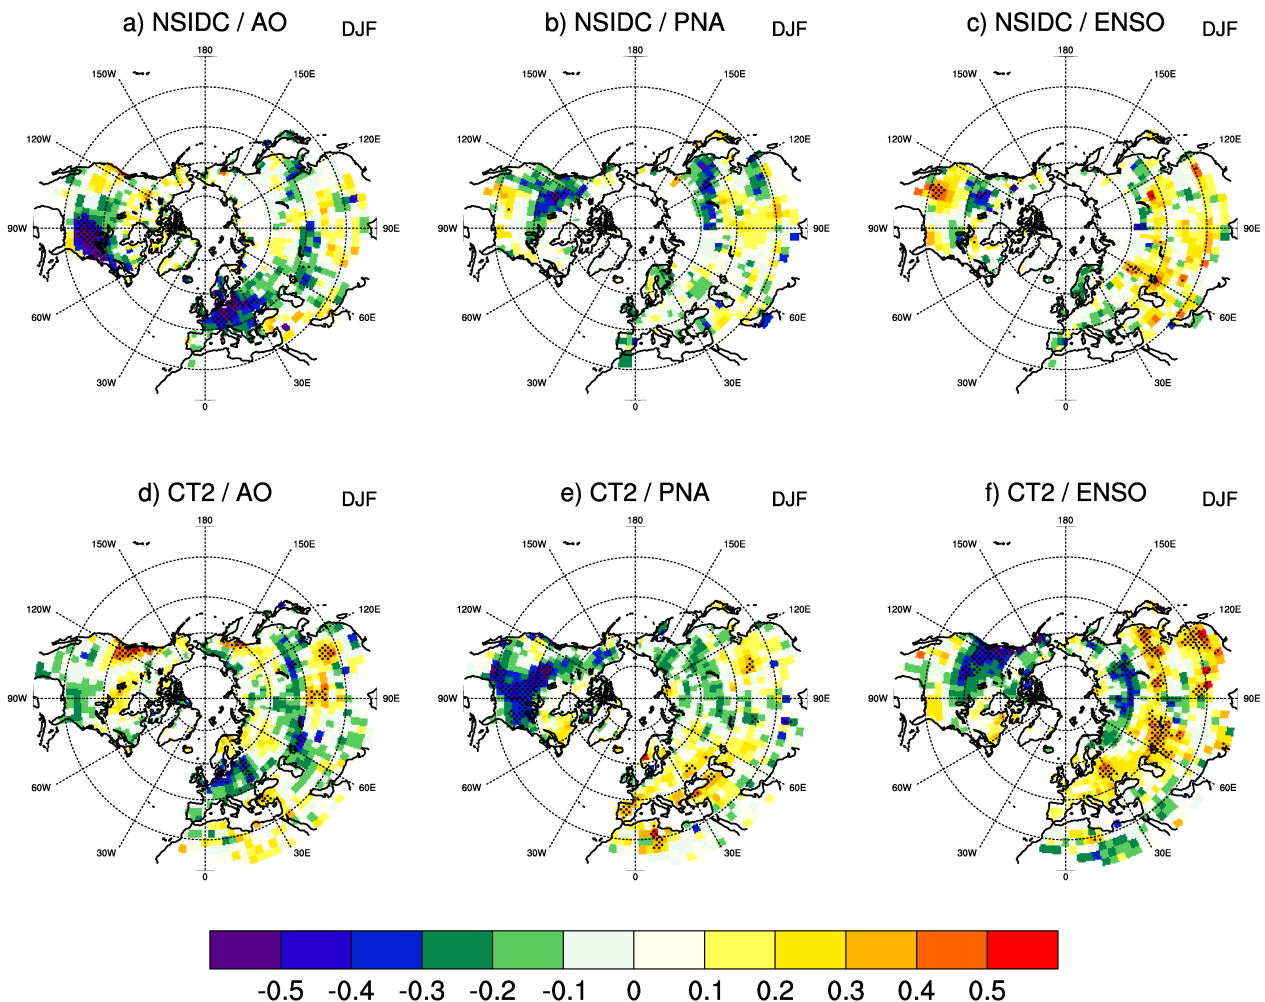 a) NSIDC / AO DJF
b) NSIDC / PNA DJF
c) NSIDC / ENSO DJF
180 180 180
150W 150E 150W 150E 150W 150E
120W 120E 120W 120E 120W 120E
90W 90E 90W 90E 90W 90E
60W 60E 60W 60E 60W 60E
30W 30E 30W 30E 30W 30E
0 0 0
d) CT2 / AO DJF
e) CT2 / PNA DJF
f) CT2 / ENSO DJF
180 180 180
150W 150E 150W 150E 150W 150E
120W 120E 120W 120E 120W 120E
90W 90E 90W 90E 90W 90E
60W 60E 60W 60E 60W 60E
30W 30E 30W 30E 30W 30E
0 0 0
-0.5 -0.4 -0.3 -0.2 -0.1 0 0.1 0.2 0.3 0.4 0.5